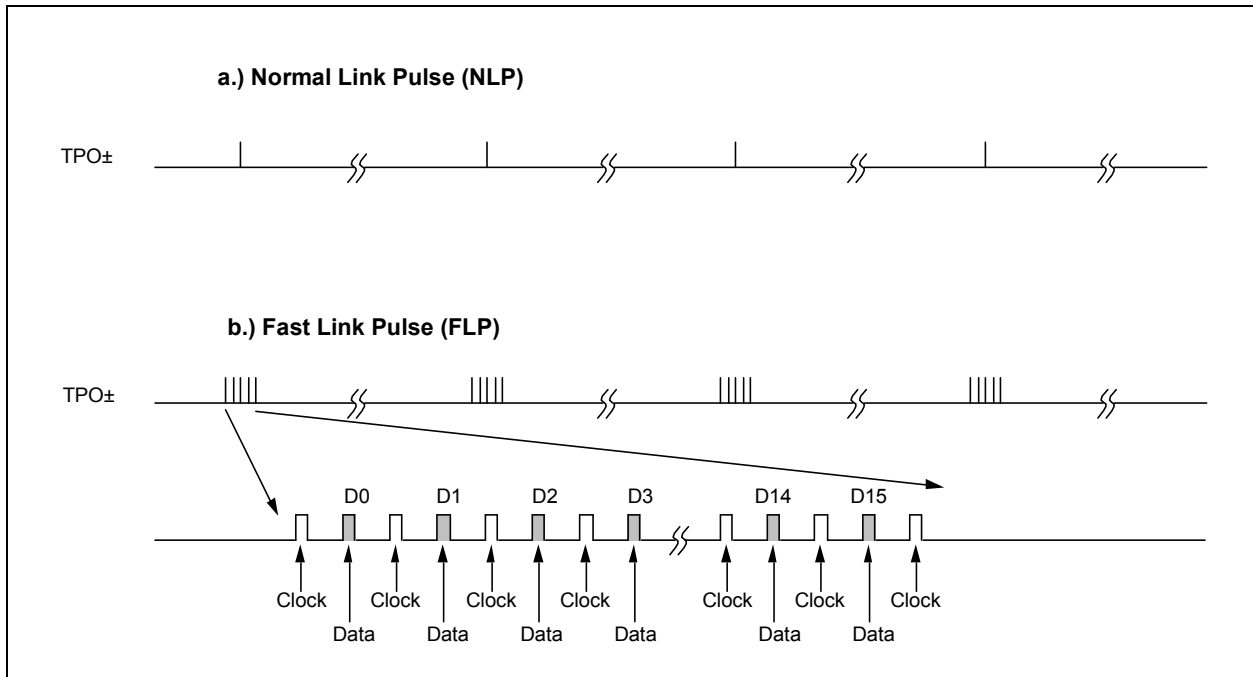 a.) Normal Link Pulse (NLP)
TPO±
b.) Fast Link Pulse (FLP)
TPO±
D0 D1 D2 D3 D14 D15
Clock Clock Clock Clock Clock Clock Clock
Data Data Data Data Data Data